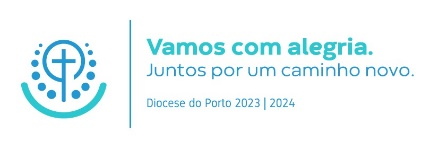 Vamos com alegria.
Juntos por um caminho novo.
Diocese do Porto 2023 | 2024